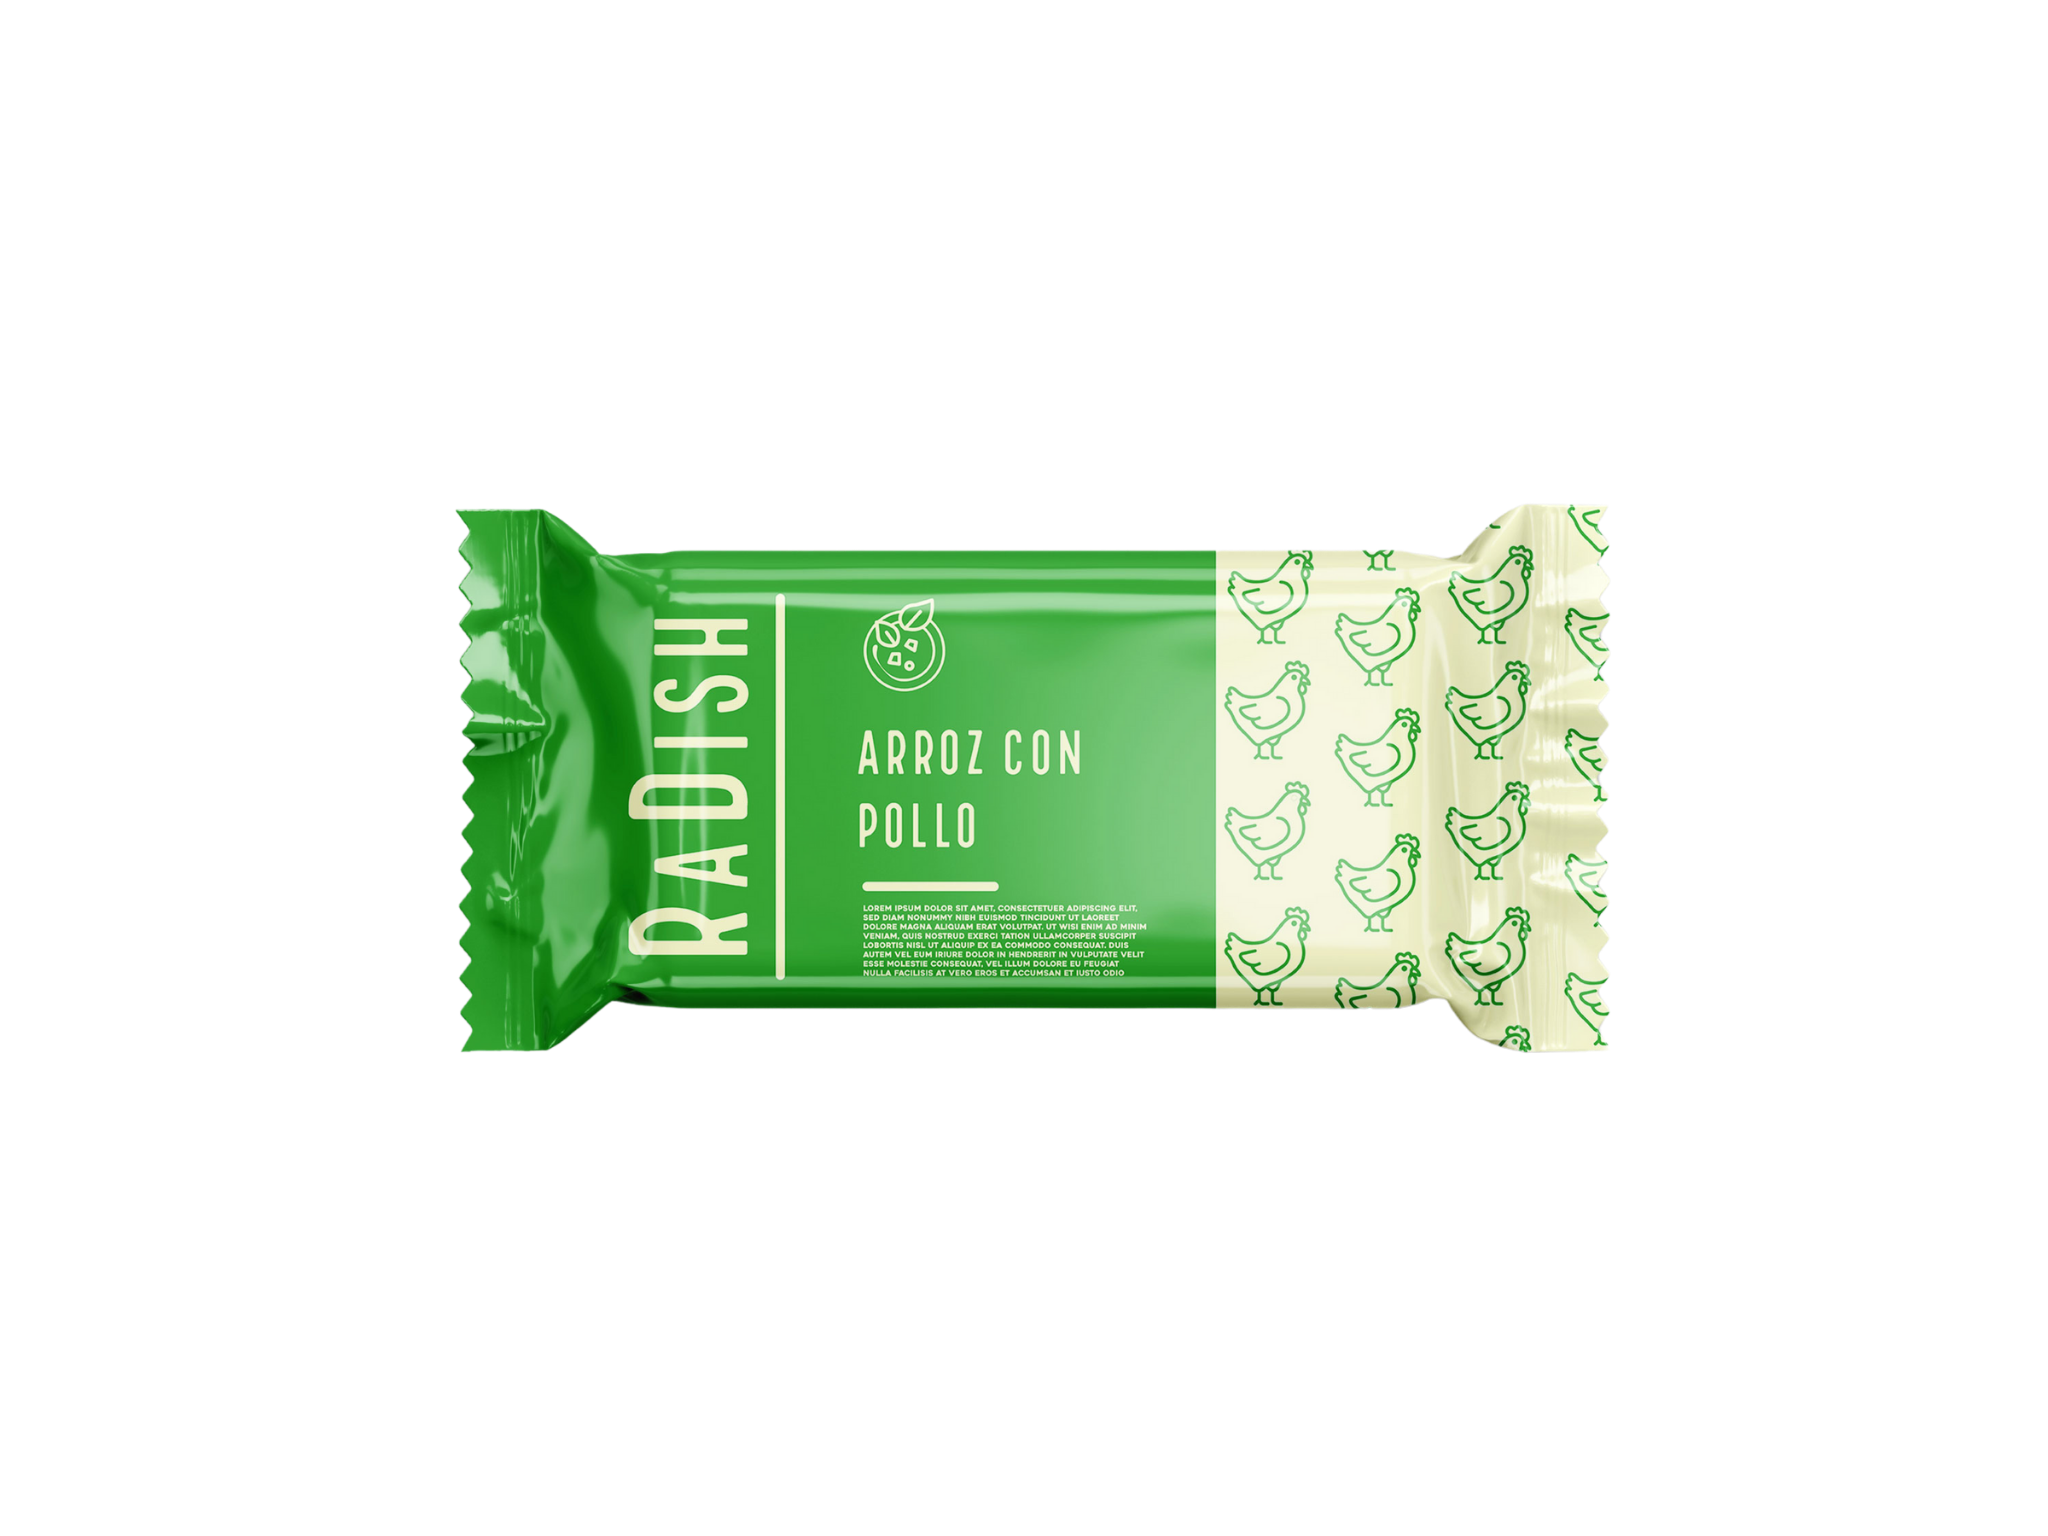 RADISH
ARROZ CON
POLLO
LOREM IPSUM DOLOR SIT AMET, CONSECTETUER ADIPISCING ELIT,
SED DIAM NONUMMY NIBH EUISMOD TINCIDUNT UT LAOREET
DOLORE MAGNA ALIQUAM ERAT VOLUTPAT. UT WISI ENIM AD MINIM
VENIAM, QUIS NOSTRUD EXERCI TATION ULLAMCORPER SUSCIPIT
LOBORTIS NISL UT ALIQUIP EX EA COMMODO CONSEQUAT. DUIS
AUTEM VEL EUM IRIURE DOLOR IN HENDRERIT IN VULPUTATE VELIT
ESSE MOLESTIE CONSEQUAT, VEL ILLUM DOLORE EU FEUGIAT
NULLA FACILISIS AT VERO EROS ET ACCUMSAN ET IUSTO ODIO